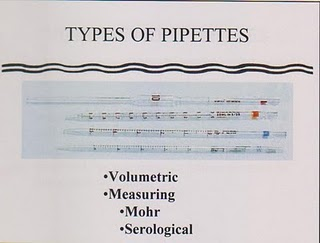 TYPES OF PIPETTES
•Volumetric
•Measuring
•Mohr
•Serological